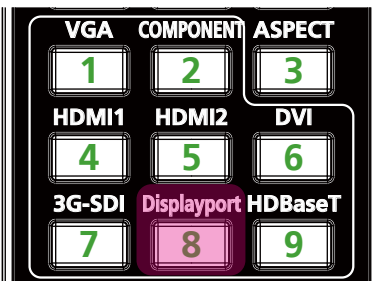 VGA COMPONENT ASPECT
1 2 3
HDMI1 HDMI2 DVI
4 5 6
3G-SDI Displayport HDBaseT
7 8 9